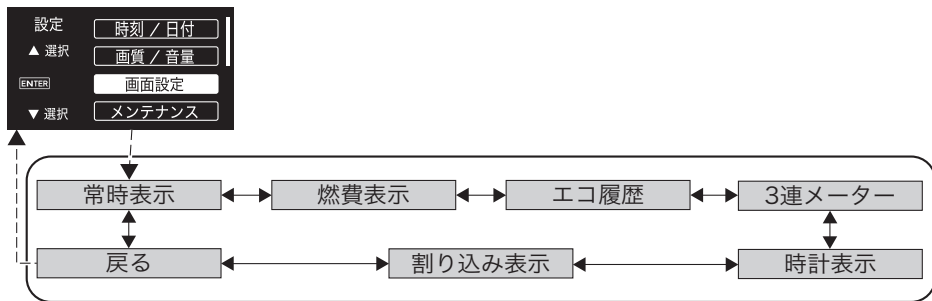 設定
▲ 選択
ENTER
▼ 選択
時刻 / 日付
画質 / 音量
画面設定
メンテナンス
常時表示
燃費表示
エコ履歴
3連メーター
戻る
割り込み表示
時計表示